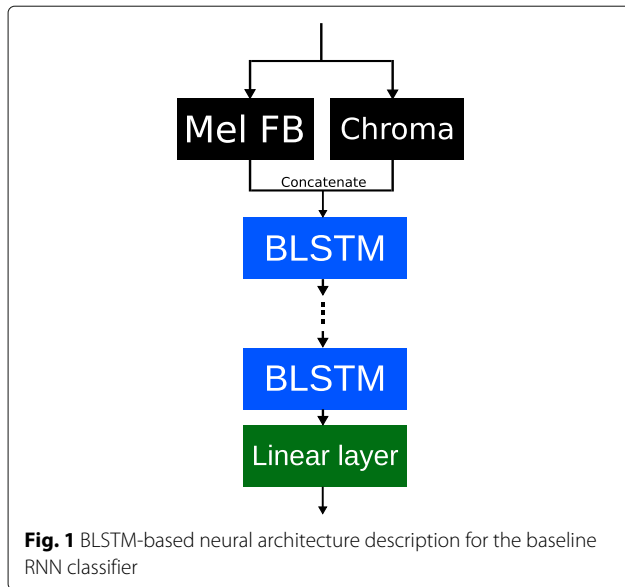 Mel FB Chroma
Concatenate
BLSTM
BLSTM
Linear layer
Fig. 1 BLSTM-based neural architecture description for the baseline
RNN classifier